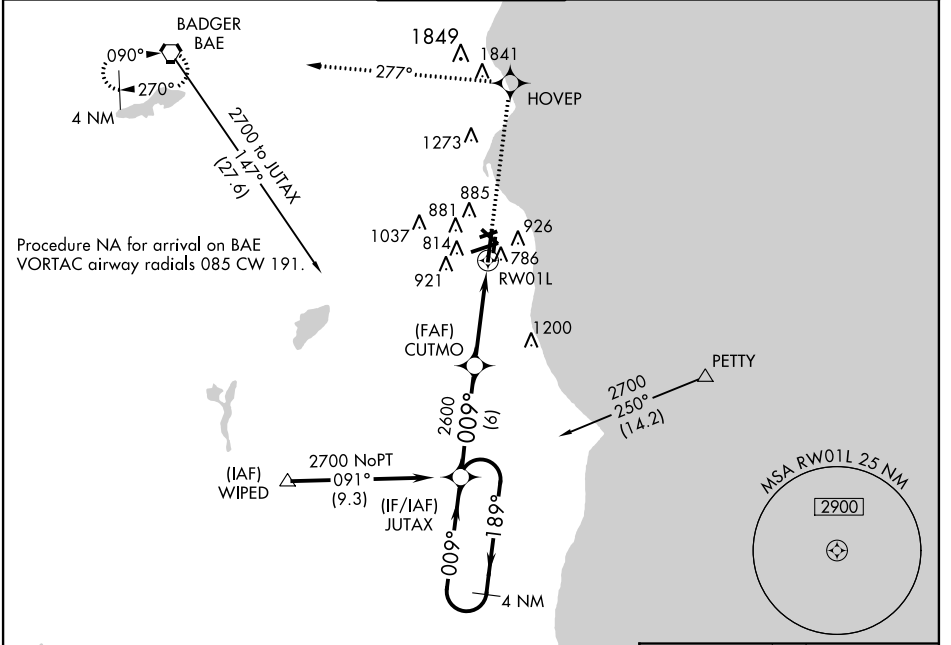 BADGER
BAE
090°
270°
4 NM
2700 to JUTAX
147°
(27.6)
1849
1841
277°
HOVEP
1273
885
881
1037
814
926
786
921
RW01L
Procedure NA for arrival on BAE
VORTAC airway radials 085 CW 191.
(FAF)
CUTMO
1200
PETTY
2700
250°
(14.2)
2600
009°
(6)
(IAF)
WIPED
2700 NoPT
091°
(9.3)
(IF/IAF)
JUTAX
189°
009°
4 NM
MSA RW01L 25 NM
2900